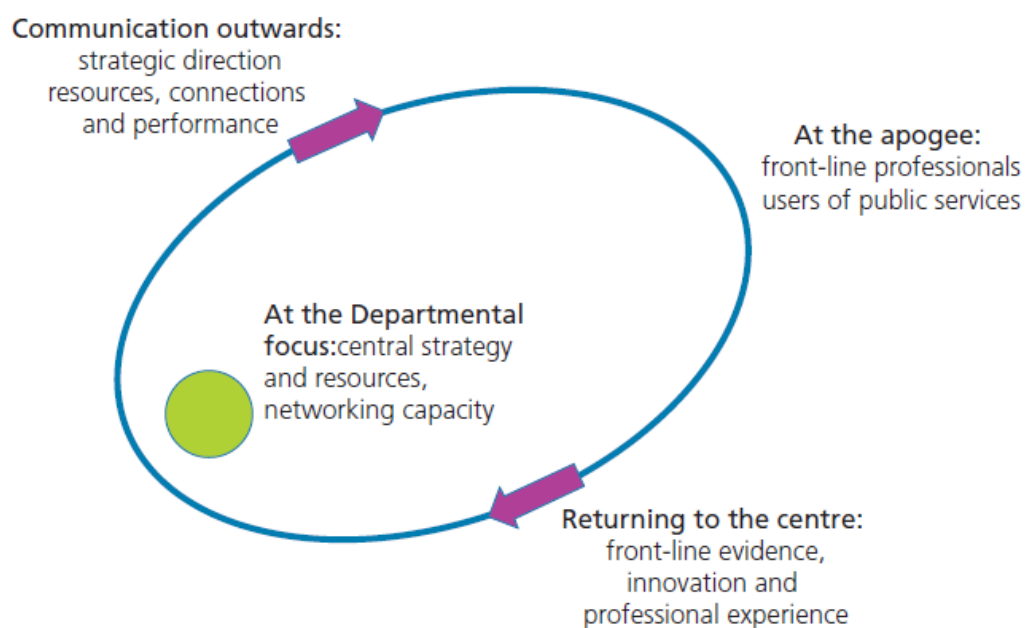 Communication outwards:
strategic direction
resources, connections
and performance
At the apogee:
front-line professionals
users of public services
At the Departmental
focus:central strategy
and resources,
networking capacity
Returning to the centre:
front-line evidence,
innovation and
professional experience